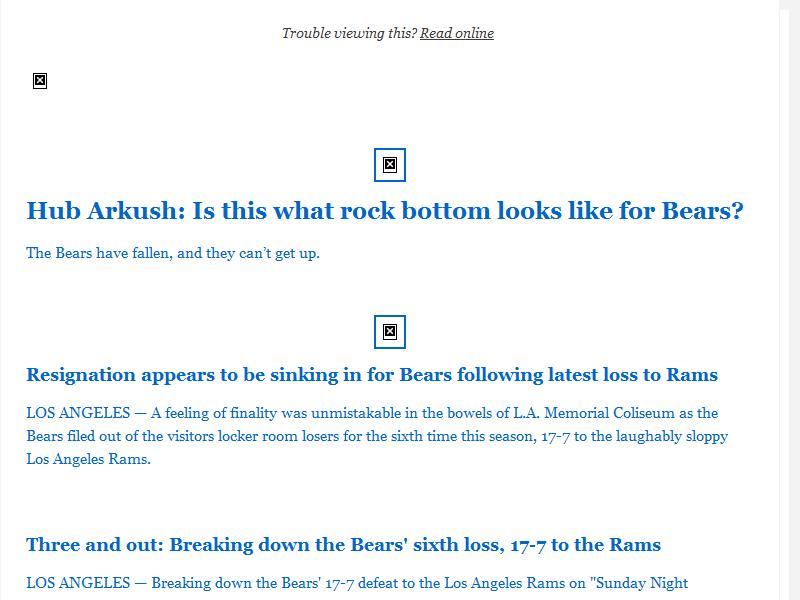 Trouble viewing this? Read online
Hub Arkush: Is this what rock bottom looks like for Bears?
The Bears have fallen, and they can’t get up.
Resignation appears to be sinking in for Bears following latest loss to Rams
LOS ANGELES — A feeling of finality was unmistakable in the bowels of L.A. Memorial Coliseum as the
Bears filed out of the visitors locker room losers for the sixth time this season, 17-7 to the laughably sloppy
Los Angeles Rams.
Three and out: Breaking down the Bears' sixth loss, 17-7 to the Rams
LOS ANGELES — Breaking down the Bears' 17-7 defeat to the Los Angeles Rams on "Sunday Night